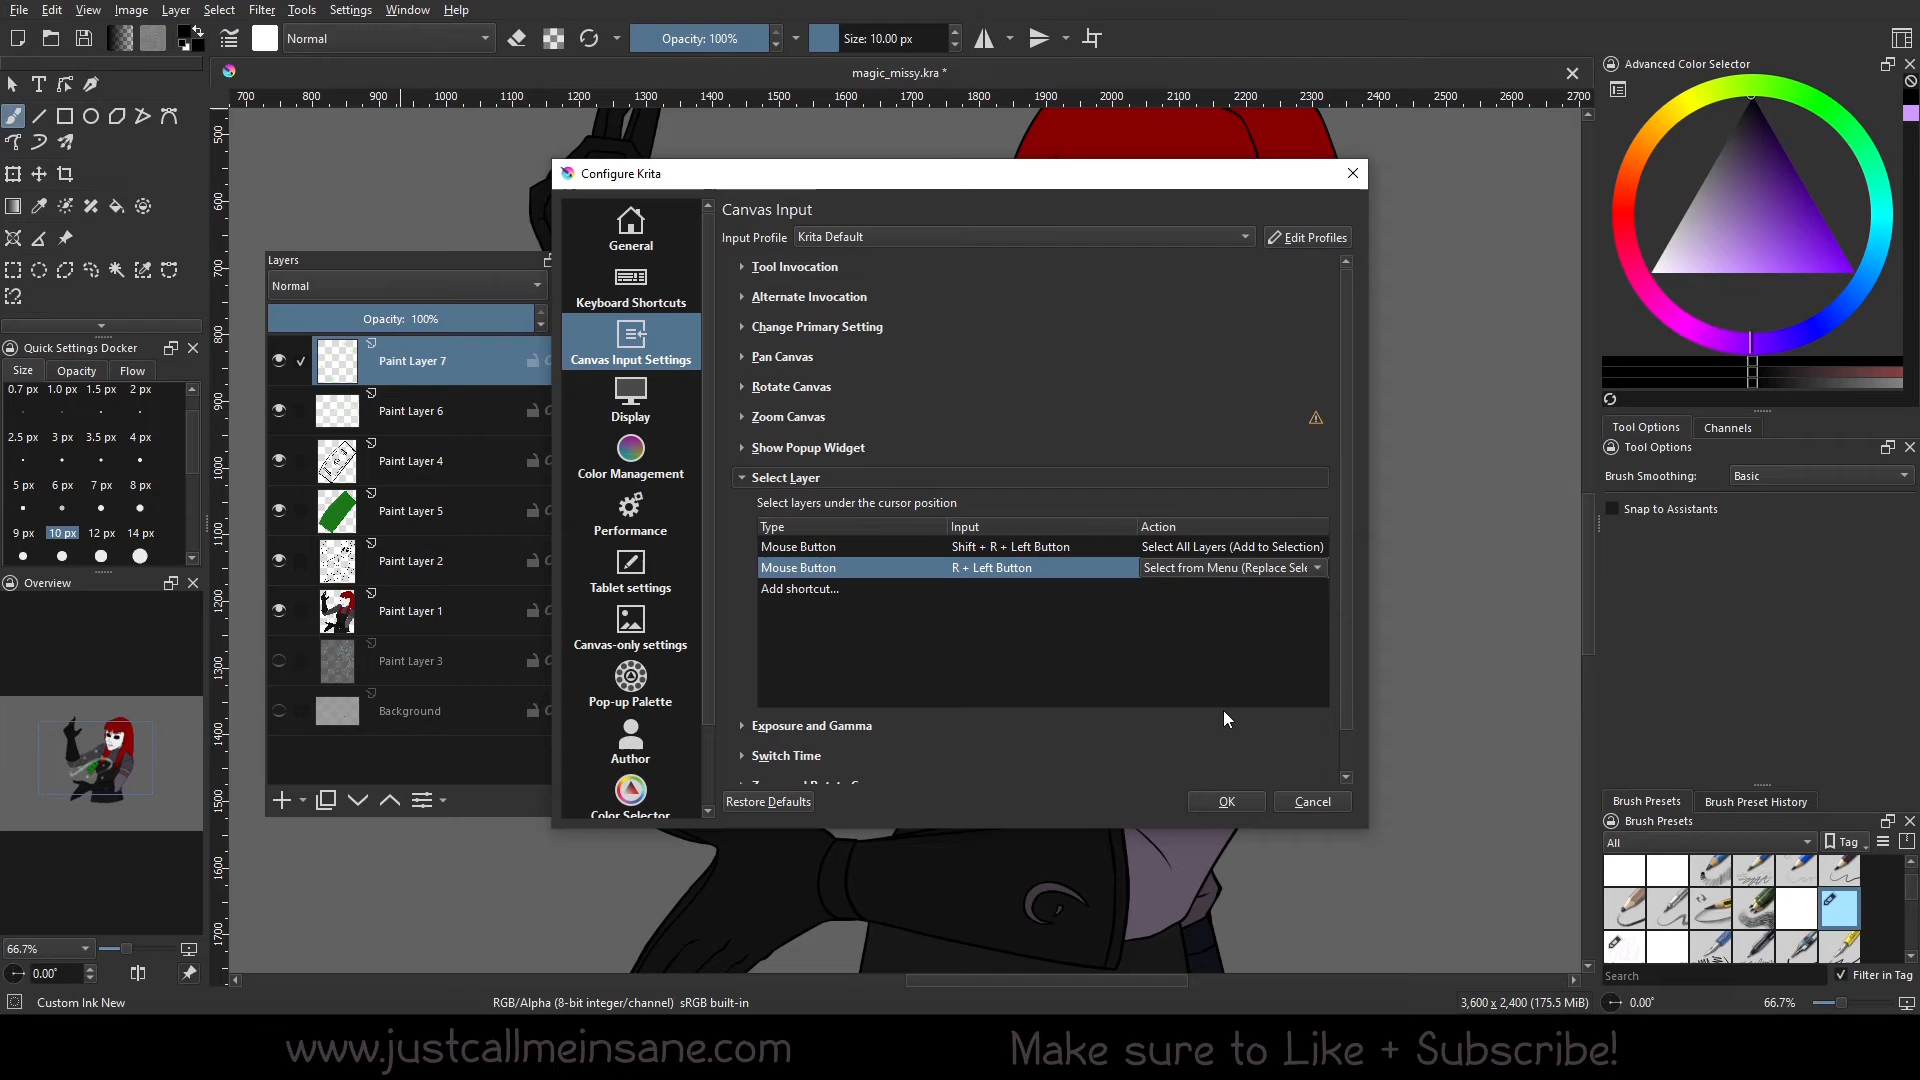 File Edit View Image Layer Select Filter Tools Settings Window Help
Normal
Opacity: 100%
Size: 10.00 px
magic_missy.kra *
700 800 900 1000 1100 1200 1300 1400 1500 1600 1700 1800 1900 2000 2100 2200 2300 2400 2500 2600 2700
500
600
700
800
900
1000
1100
1200
1300
1400
1500
1600
1700
Quick Settings Docker
Size Opacity Flow
0.7 px 1.0 px 1.5 px 2 px
2.5 px 3 px 3.5 px 4 px
5 px 6 px 7 px 8 px
9 px 10 px 12 px 14 px
Overview
66.7%
0.00°
Custom Ink New
Layers
Normal
Opacity: 100%
Paint Layer 7
Paint Layer 6
Paint Layer 4
Paint Layer 5
Paint Layer 2
Paint Layer 1
Paint Layer 3
Background
Configure Krita
General
Keyboard Shortcuts
Canvas Input Settings
Display
Color Management
Performance
Tablet settings
Canvas-only settings
Pop-up Palette
Author
Color Selector
Canvas Input
Input Profile Krita Default Edit Profiles
Tool Invocation
Alternate Invocation
Change Primary Setting
Pan Canvas
Rotate Canvas
Zoom Canvas
Show Popup Widget
Select Layer
Select layers under the cursor position
Type Input Action
Mouse Button Shift + R + Left Button Select All Layers (Add to Selection)
Mouse Button R + Left Button Select from Menu (Replace Sele
Add shortcut...
Exposure and Gamma
Switch Time
Restore Defaults OK Cancel
Advanced Color Selector
Tool Options Channels
Tool Options
Brush Smoothing: Basic
Snap to Assistants
Brush Presets Brush Preset History
Brush Presets
All Tag
Search Filter in Tag
RGB/Alpha (8-bit integer/channel) sRGB built-in
3,600 x 2,400 (175.5 MiB) 0.00° 66.7%
www.justcallmeinsane.com Make sure to Like + Subscribe!